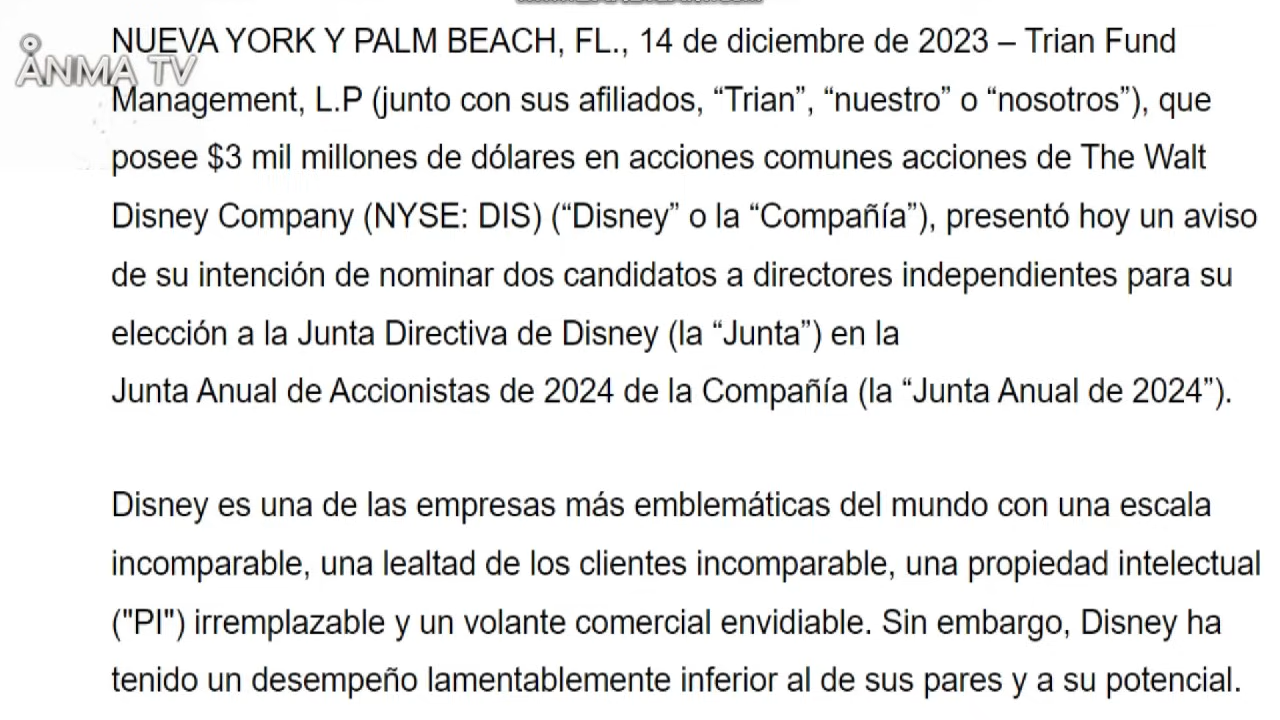 ÁNIMA TV
NUEVA YORK Y PALM BEACH, FL., 14 de diciembre de 2023 – Trian Fund
Management, L.P (junto con sus afiliados, “Trian”, “nuestro” o “nosotros”), que
posee $3 mil millones de dólares en acciones comunes acciones de The Walt
Disney Company (NYSE: DIS) (“Disney” o la “Compañía”), presentó hoy un aviso
de su intención de nominar dos candidatos a directores independientes para su
elección a la Junta Directiva de Disney (la “Junta”) en la
Junta Anual de Accionistas de 2024 de la Compañía (la “Junta Anual de 2024”).
Disney es una de las empresas más emblemáticas del mundo con una escala
incomparable, una lealtad de los clientes incomparable, una propiedad intelectual
("PI") irremplazable y un volante comercial envidiable. Sin embargo, Disney ha
tenido un desempeño lamentablemente inferior al de sus pares y a su potencial.